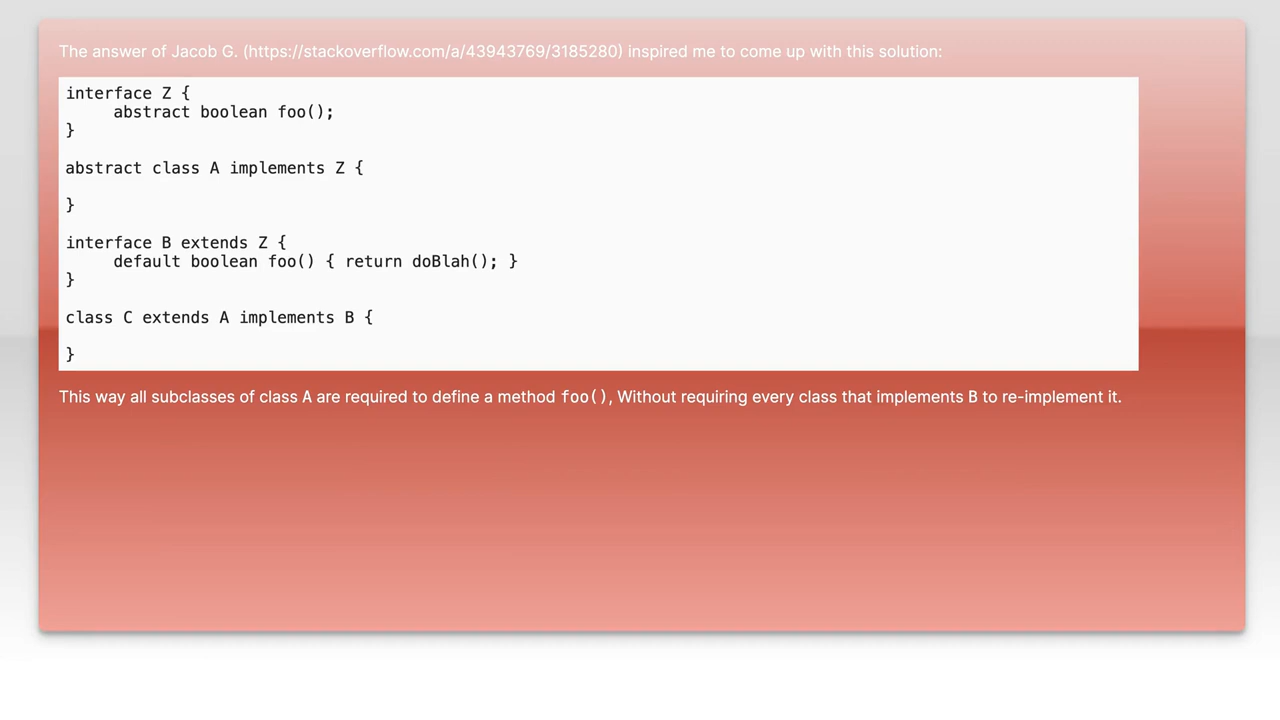 The answer of Jacob G. (https://stackoverflow.com/a/43943769/3185280) inspired me to come up with this solution:
interface Z {
     abstract boolean foo();
}
abstract class A implements Z {
}
interface B extends Z {
     default boolean foo() { return doBlah(); }
}
class C extends A implements B {
}
This way all subclasses of class A are required to define a method foo(), Without requiring every class that implements B to re-implement it.